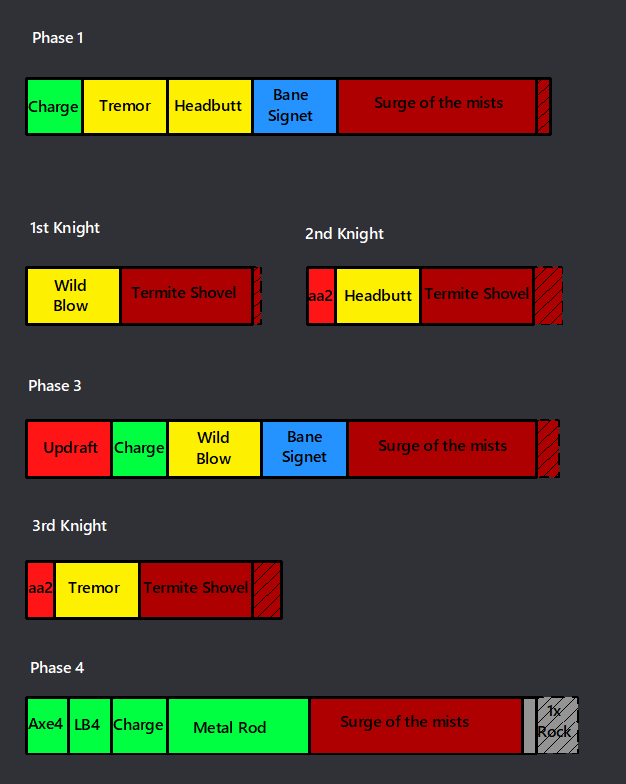 Phase 1
Charge Tremor Headbutt Bane Signet Surge of the mists
1st Knight
2nd Knight
Wild Blow Termite Shovel
aa2 Headbutt Termite Shovel
Phase 3
Updraft Charge Wild Blow Bane Signet Surge of the mists
3rd Knight
aa2 Tremor Termite Shovel
Phase 4
Axe4 LB4 Charge Metal Rod Surge of the mists 1x Rock